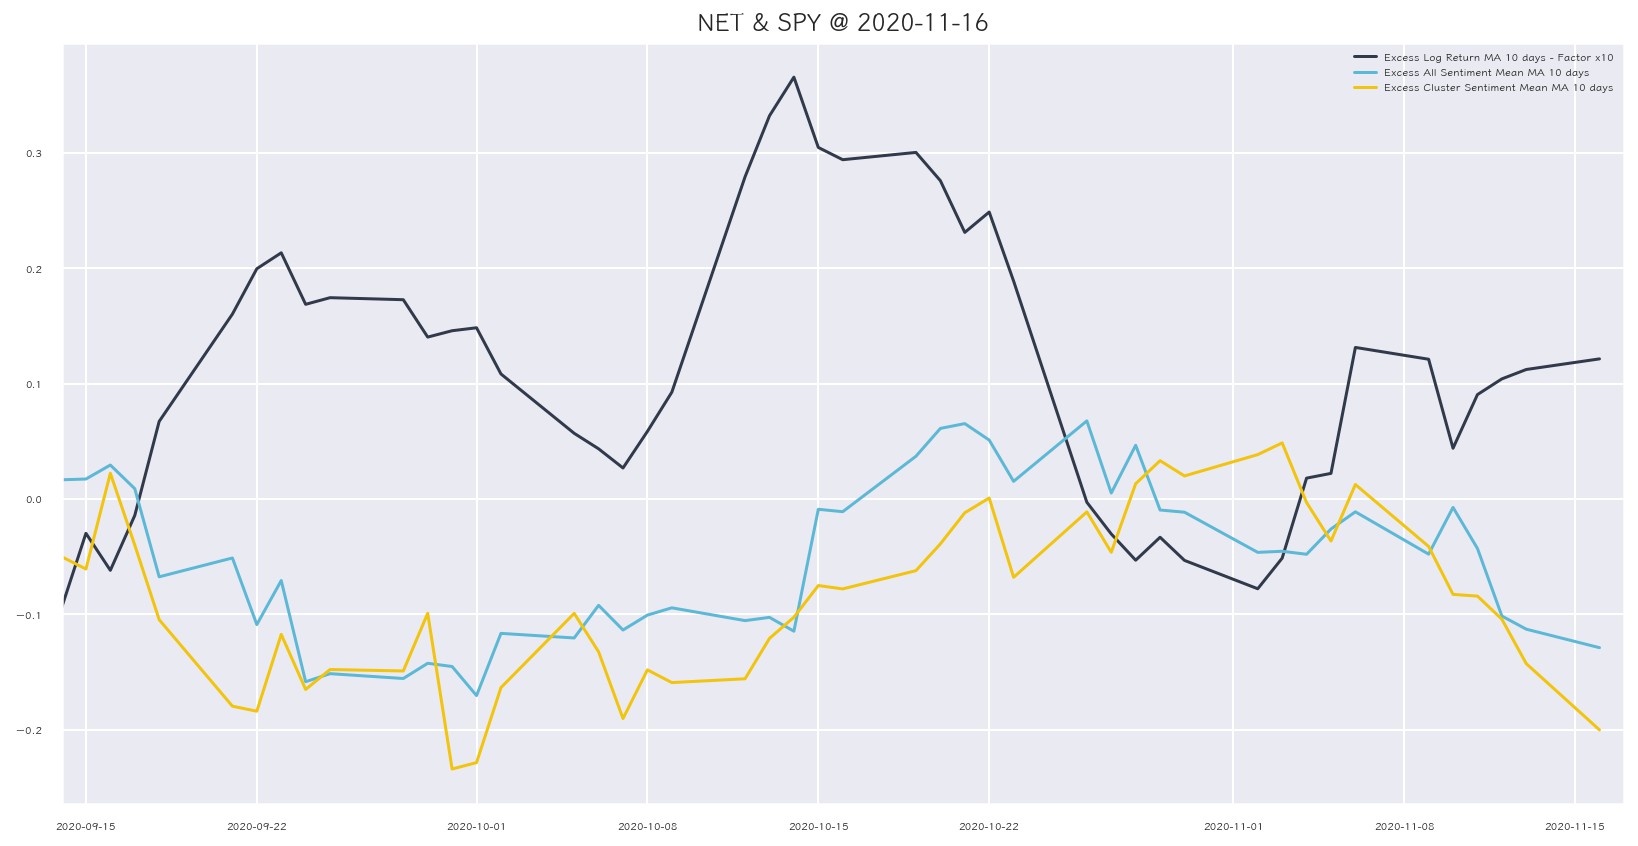 NET & SPY @ 2020-11-16
Excess Log Return MA 10 days - Factor x10
Excess All Sentiment Mean MA 10 days
Excess Cluster Sentiment Mean MA 10 days
0.3
0.2
0.1
0.0
−0.1
−0.2
2020-09-15 2020-09-22 2020-10-01 2020-10-08 2020-10-15 2020-10-22 2020-11-01 2020-11-08 2020-11-15